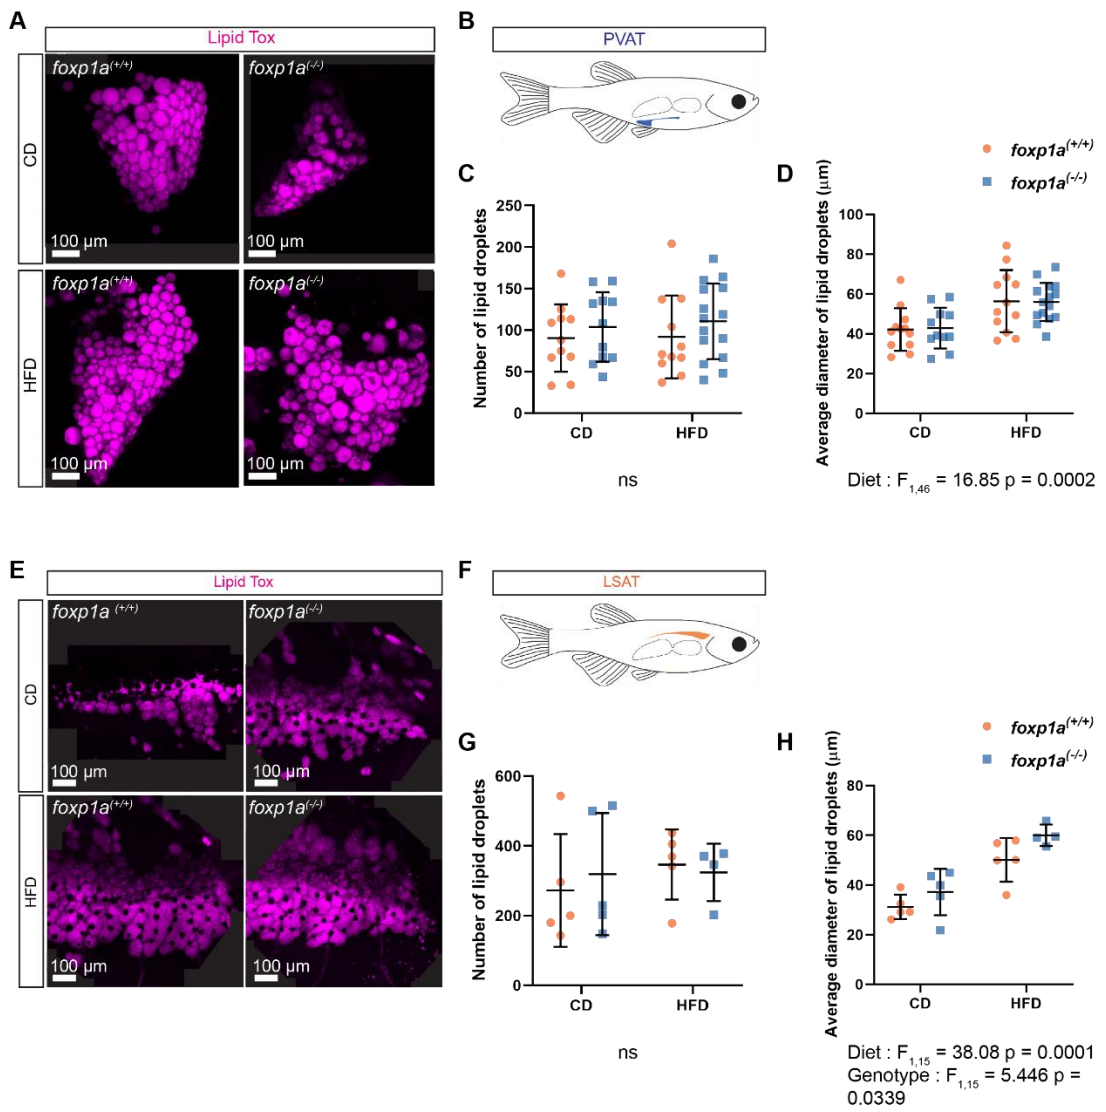 A
Lipid Tox
CD
foxp1a(+/+)
foxp1a(-/-)
100 µm
100 µm
HFD
foxp1a(+/+)
foxp1a(-/-)
100 µm
100 µm
B
PVAT
C
Number of lipid droplets
250
200
150
100
50
0
CD
HFD
ns
D
foxp1a(+/+)
foxp1a(-/-)
Average diameter of lipid droplets (µm)
100
80
60
40
20
0
CD
HFD
Diet : F1,46 = 16.85 p = 0.0002
E
Lipid Tox
CD
foxp1a (+/+)
foxp1a(-/-)
100 µm
100 µm
HFD
foxp1a(+/+)
foxp1a(-/-)
100 µm
100 µm
F
LSAT
G
Number of lipid droplets
600
400
200
0
CD
HFD
ns
H
foxp1a(+/+)
foxp1a(-/-)
Average diameter of lipid droplets (µm)
80
60
40
20
0
CD
HFD
Diet : F1,15 = 38.08 p = 0.0001
Genotype : F1,15 = 5.446 p =
0.0339